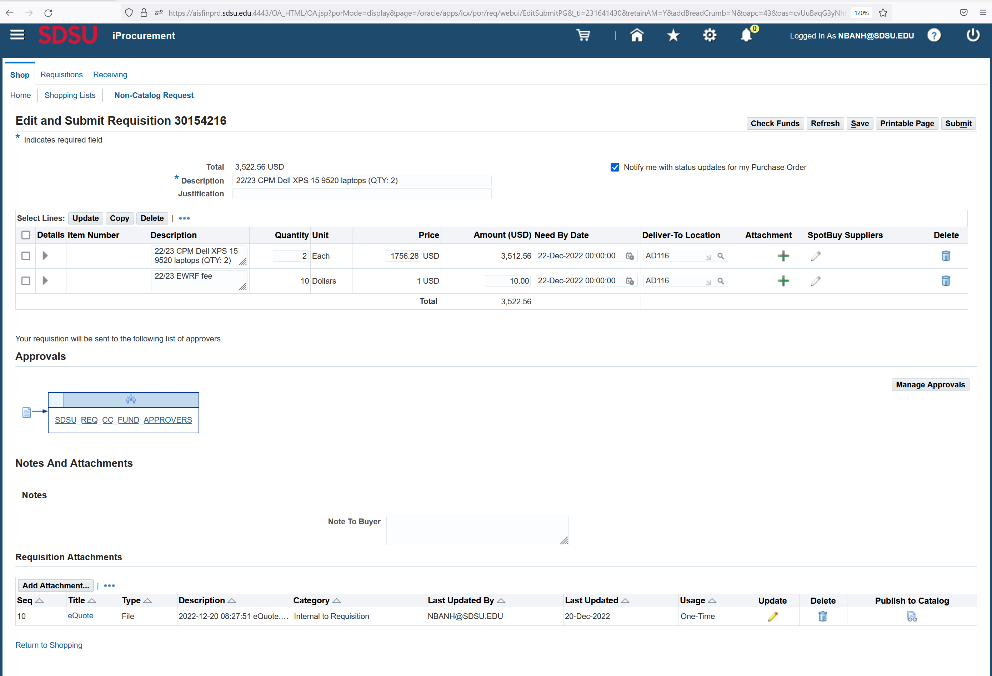 https://aisfinprd.sdsu.edu:4443/OA_HTML/OA.jsp?porMode=display&page=/oracle/apps/icx/por/req/webui/EditSubmitPG&_ti=231641430&retainAM=Y&addBreadCrumb=N&oapc=43&oas= 120%
SDSU iProcurement 0 Logged In As NBANH@SDSU.EDU ?
Shop Requisitions Receiving
Home Shopping Lists Non-Catalog Request
Edit and Submit Requisition 30154216
Check Funds Refresh Save Printable Page Submit
* Indicates required field
Total 3,522.56 USD
Notify me with status updates for my Purchase Order
* Description 22/23 CPM Dell XPS 15 9520 laptops (QTY: 2)
Justification
Select Lines: Update Copy Delete | •••
Details Item Number Description Quantity Unit Price Amount (USD) Need By Date Deliver-To Location Attachment SpotBuy Suppliers Delete
22/23 CPM Dell XPS 15
9520 laptops (QTY: 2) 2 Each 1756.28 USD 3,512.56 22-Dec-2022 00:00:00 AD116
22/23 EWRF fee 10 Dollars 1 USD 10.00 22-Dec-2022 00:00:00 AD116
Total 3,522.56
Your requisition will be sent to the following list of approvers.
Approvals
Manage Approvals
SDSU REQ CC FUND APPROVERS
Notes And Attachments
Notes
Note To Buyer
Requisition Attachments
Add Attachment... | •••
Seq Title Type Description Category Last Updated By Last Updated Usage Update Delete Publish to Catalog
10 eQuote File 2022-12-20 08:27:51 eQuote.... Internal to Requisition NBANH@SDSU.EDU 20-Dec-2022 One-Time
Return to Shopping